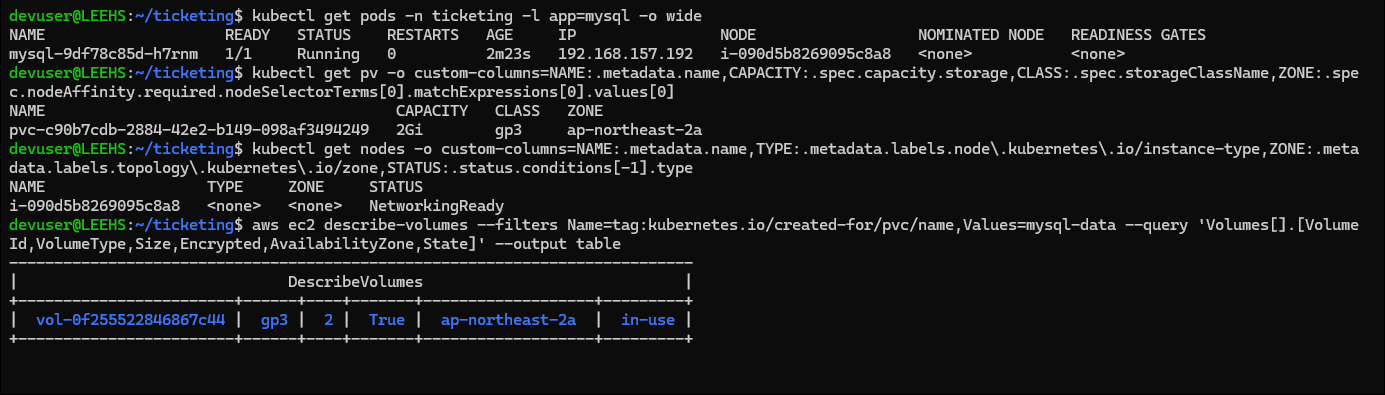 devuser@LEEHS:~/ticketing$ kubectl get pods -n ticketing -l app=mysql -o wide
NAME                    READY   STATUS    RESTARTS   AGE     IP                NODE                  NOMINATED NODE   READINESS GATES
mysql-9df78c85d-h7rnm   1/1     Running   0          2m23s   192.168.157.192   i-090d5b8269095c8a8   <none>           <none>
devuser@LEEHS:~/ticketing$ kubectl get pv -o custom-columns=NAME:.metadata.name,CAPACITY:.spec.capacity.storage,CLASS:.spec.storageClassName,ZONE:.spe
c.nodeAffinity.required.nodeSelectorTerms[0].matchExpressions[0].values[0]
NAME                                       CAPACITY   CLASS   ZONE
pvc-c90b7cdb-2884-42e2-b149-098af3494249   2Gi        gp3     ap-northeast-2a
devuser@LEEHS:~/ticketing$ kubectl get nodes -o custom-columns=NAME:.metadata.name,TYPE:.metadata.labels.node\.kubernetes\.io/instance-type,ZONE:.meta
data.labels.topology\.kubernetes\.io/zone,STATUS:.status.conditions[-1].type
NAME                  TYPE     ZONE     STATUS
i-090d5b8269095c8a8   <none>   <none>   NetworkingReady
devuser@LEEHS:~/ticketing$ aws ec2 describe-volumes --filters Name=tag:kubernetes.io/created-for/pvc/name,Values=mysql-data --query 'Volumes[].[Volume
Id,VolumeType,Size,Encrypted,AvailabilityZone,State]' --output table
---------------------------------------------------------------------------
|                              DescribeVolumes                            |
+------------------------+------+----+-------+-------------------+---------+
|  vol-0f255522846867c44 |  gp3 |  2 |  True |  ap-northeast-2a  |  in-use |
+------------------------+------+----+-------+-------------------+---------+